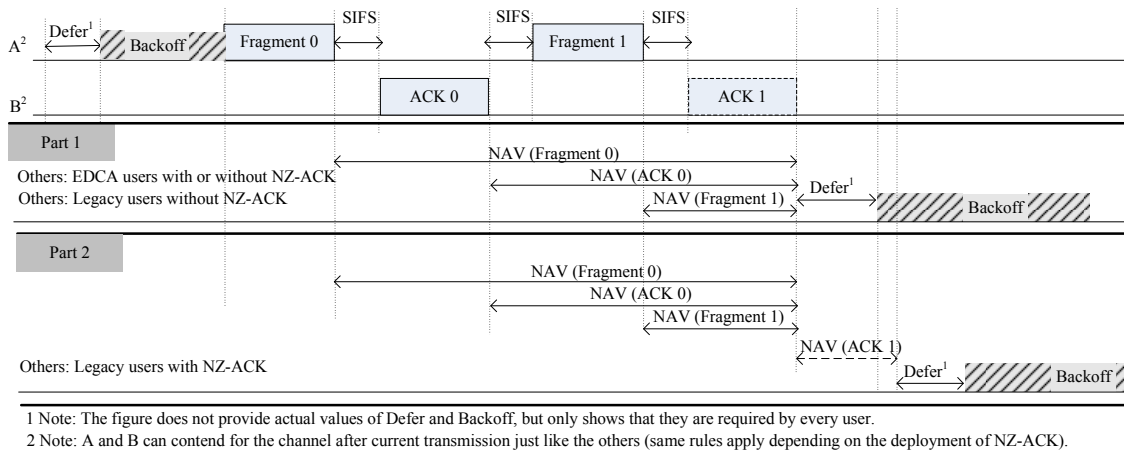 SIFS SIFS SIFS
A2 Defer1 Backoff Fragment 0 Fragment 1
B2 ACK 0 ACK 1
Part 1
NAV (Fragment 0)
Others: EDCA users with or without NZ-ACK
NAV (ACK 0)
Defer1
Others: Legacy users without NZ-ACK
NAV (Fragment 1)
Backoff
Part 2
NAV (Fragment 0)
NAV (ACK 0)
NAV (Fragment 1)
NAV (ACK 1)
Others: Legacy users with NZ-ACK
Defer1
Backoff
1 Note: The figure does not provide actual values of Defer and Backoff, but only shows that they are required by every user.
2 Note: A and B can contend for the channel after current transmission just like the others (same rules apply depending on the deployment of NZ-ACK).